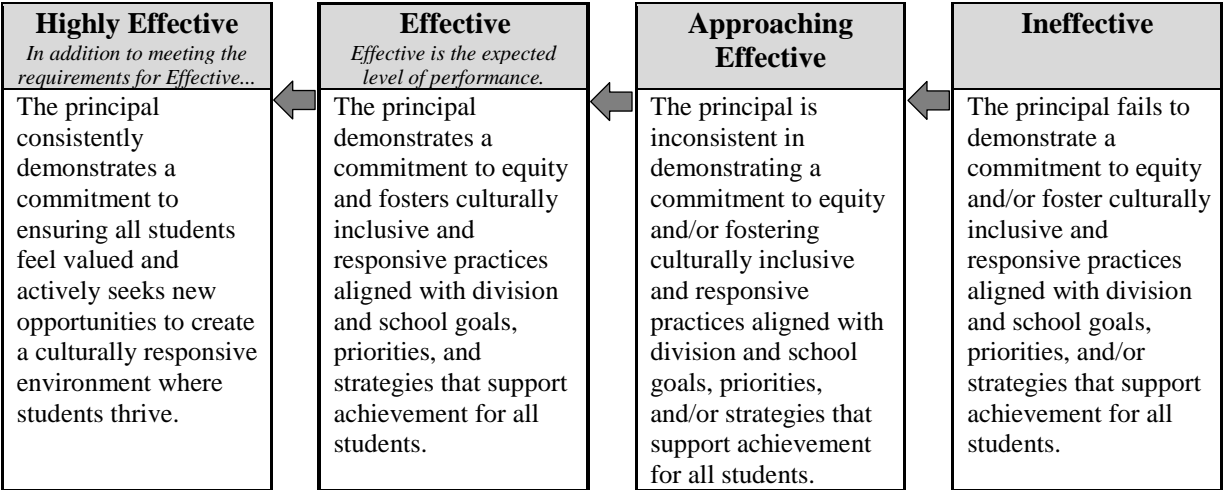 Highly Effective
In addition to meeting the
requirements for Effective...
The principal
consistently
demonstrates a
commitment to
ensuring all students
feel valued and
actively seeks new
opportunities to create
a culturally responsive
environment where
students thrive.
Effective
Effective is the expected
level of performance.
The principal
demonstrates a
commitment to equity
and fosters culturally
inclusive and
responsive practices
aligned with division
and school goals,
priorities, and
strategies that support
achievement for all
students.
Approaching
Effective
The principal is
inconsistent in
demonstrating a
commitment to equity
and/or fostering
culturally inclusive
and responsive
practices aligned with
division and school
goals, priorities,
and/or strategies that
support achievement
for all students.
Ineffective
The principal fails to
demonstrate a
commitment to equity
and/or foster culturally
inclusive and
responsive practices
aligned with division
and school goals,
priorities, and/or
strategies that support
achievement for all
students.